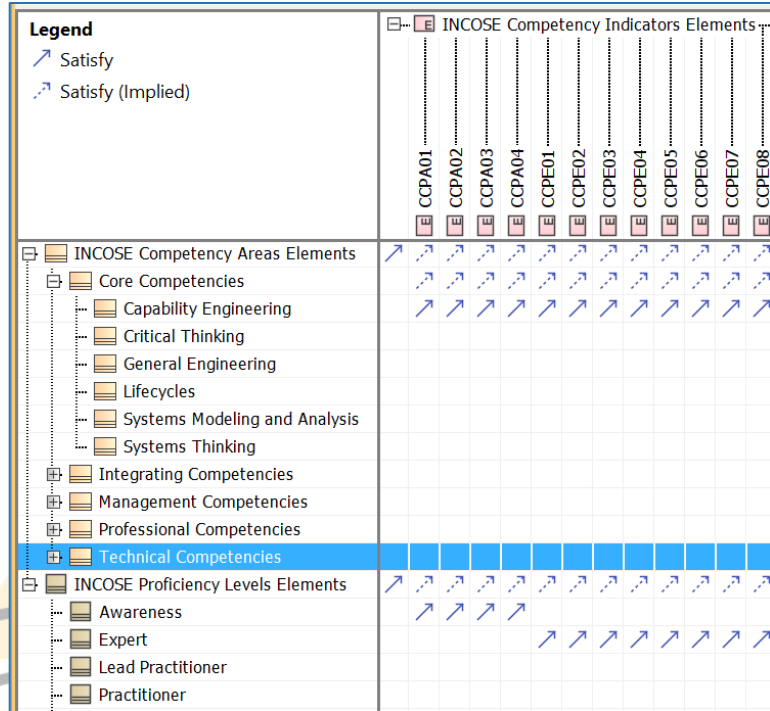 Legend
Satisfy
Satisfy (Implied)
E INCOSE Competency Indicators Elements
CCPA01
CCPA02
CCPA03
CCPA04
CCPE01
CCPE02
CCPE03
CCPE04
CCPE05
CCPE06
CCPE07
CCPE08
E E E E E E E E E E E E
INCOSE Competency Areas Elements
Core Competencies
Capability Engineering
Critical Thinking
General Engineering
Lifecycles
Systems Modeling and Analysis
Systems Thinking
Integrating Competencies
Management Competencies
Professional Competencies
Technical Competencies
INCOSE Proficiency Levels Elements
Awareness
Expert
Lead Practitioner
Practitioner